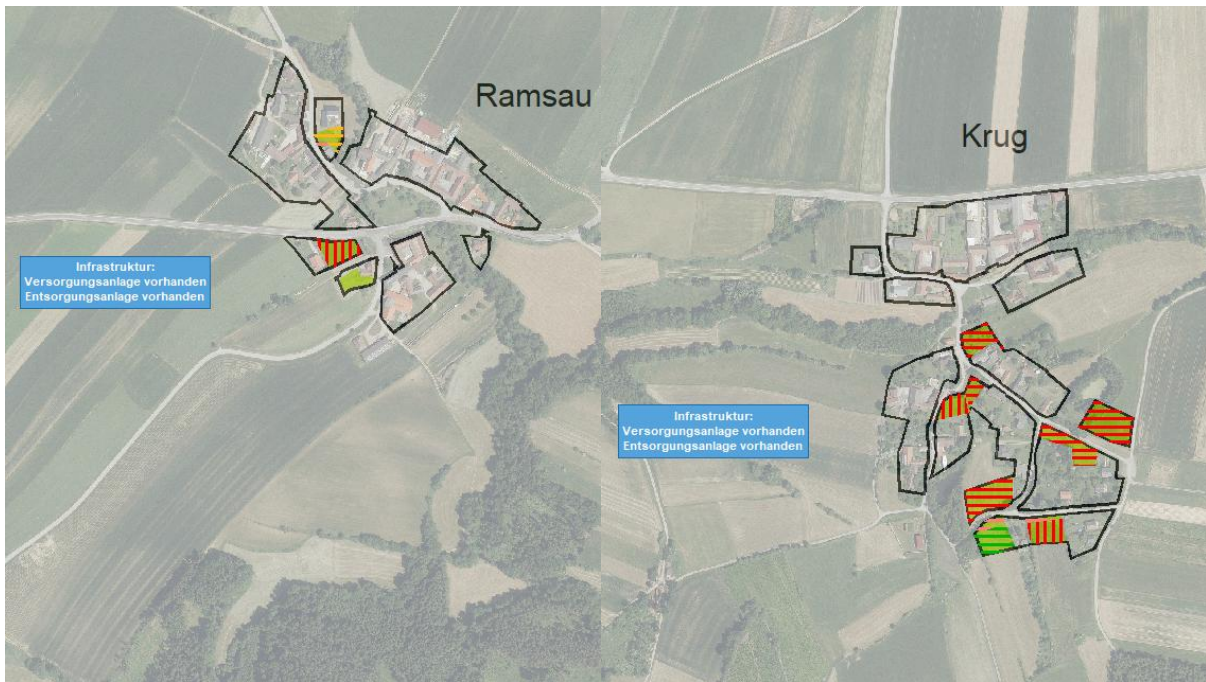 Ramsau
Krug
Infrastruktur:
Versorgungsanlage vorhanden
Entsorgungsanlage vorhanden
Infrastruktur:
Versorgungsanlage vorhanden
Entsorgungsanlage vorhanden